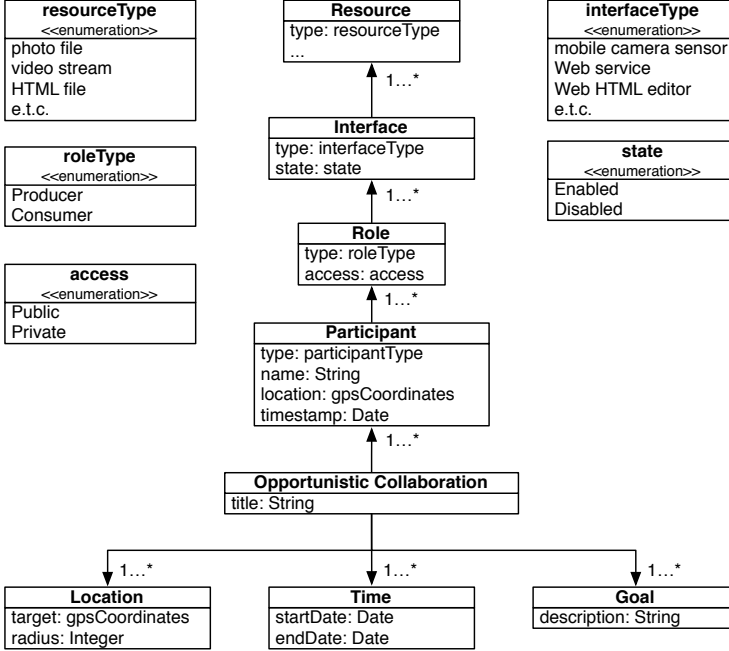 resourceType
<<enumeration>>
photo file
video stream
HTML file
e.t.c.
Resource
type: resourceType
...
interfaceType
<<enumeration>>
mobile camera sensor
Web service
Web HTML editor
e.t.c.
1...*
Interface
type: interfaceType
state: state
roleType
<<enumeration>>
Producer
Consumer
state
<<enumeration>>
Enabled
Disabled
1...*
Role
type: roleType
access: access
access
<<enumeration>>
Public
Private
1...*
Participant
type: participantType
name: String
location: gpsCoordinates
timestamp: Date
1...*
Opportunistic Collaboration
title: String
1...*
1...*
1...*
Location
target: gpsCoordinates
radius: Integer
Time
startDate: Date
endDate: Date
Goal
description: String